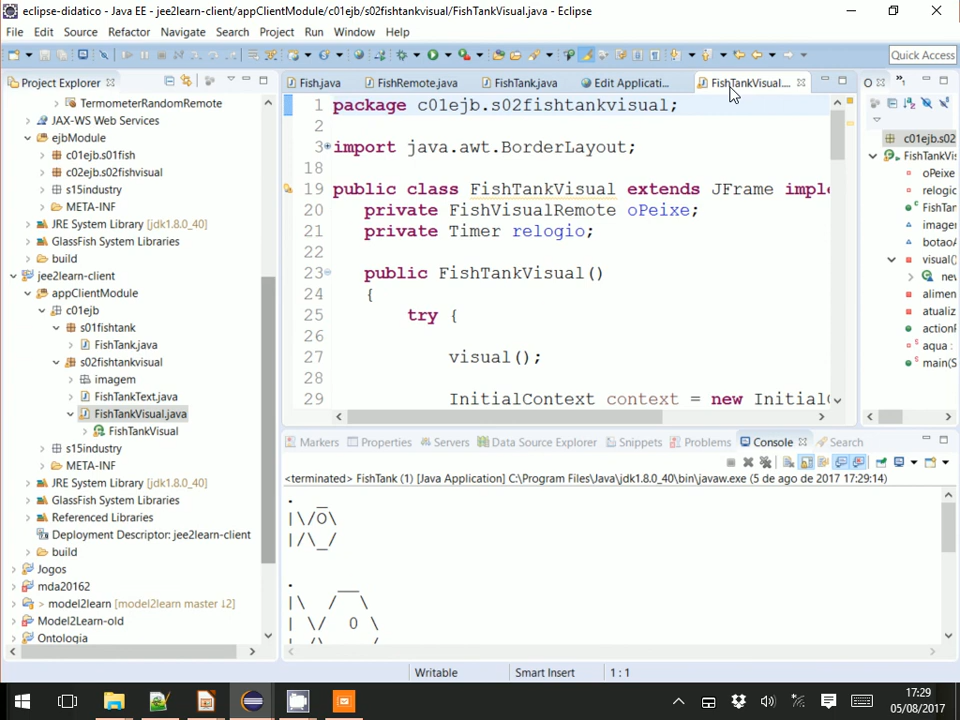 eclipse-didatico - Java EE - jee2learn-client/appClientModule/c01ejb/s02fishtankvisual/FishTankVisual.java - Eclipse
File Edit Source Refactor Navigate Search Project Run Window Help
Quick Access
Project Explorer
TermometerRandomRemote
JAX-WS Web Services
ejbModule
c01ejb.s01fish
c02ejb.s02fishvisual
s15industry
META-INF
JRE System Library [jdk1.8.0_40]
GlassFish System Libraries
build
jee2learn-client
appClientModule
c01ejb
s01fishtank
FishTank.java
s02fishtankvisual
imagem
FishTankText.java
FishTankVisual.java
FishTankVisual
s15industry
META-INF
JRE System Library [jdk1.8.0_40]
GlassFish System Libraries
Referenced Libraries
Deployment Descriptor: jee2learn-client
build
Jogos
mda20162
> model2learn [model2learn master ↓2]
Model2Learn-old
Ontologia
Fish.java FishRemote.java FishTank.java Edit Applicati... FishTankVisual....
1 package c01ejb.s02fishtankvisual;
2
3 import java.awt.BorderLayout;
18
19 public class FishTankVisual extends JFrame imple
20 private FishVisualRemote oPeixe;
21 private Timer relogio;
22
23 public FishTankVisual()
24 {
25 try {
26
27 visual();
28
29 InitialContext context = new InitialC
O
c01ejb.s02
FishTankVi
oPeixe
relogio
FishTan
imager
botaoA
visual()
nev
alimen
atualiz
actionF
aqua :
main(S
Markers Properties Servers Data Source Explorer Snippets Problems Console Search
<terminated> FishTank (1) [Java Application] C:\Program Files\Java\jdk1.8.0_40\bin\javaw.exe (5 de ago de 2017 17:29:14)
.  _
|\/O\
|/\_/
.   __
|\  /  \
| \/  0 \
Writable Smart Insert 1 : 1
17:29
05/08/2017